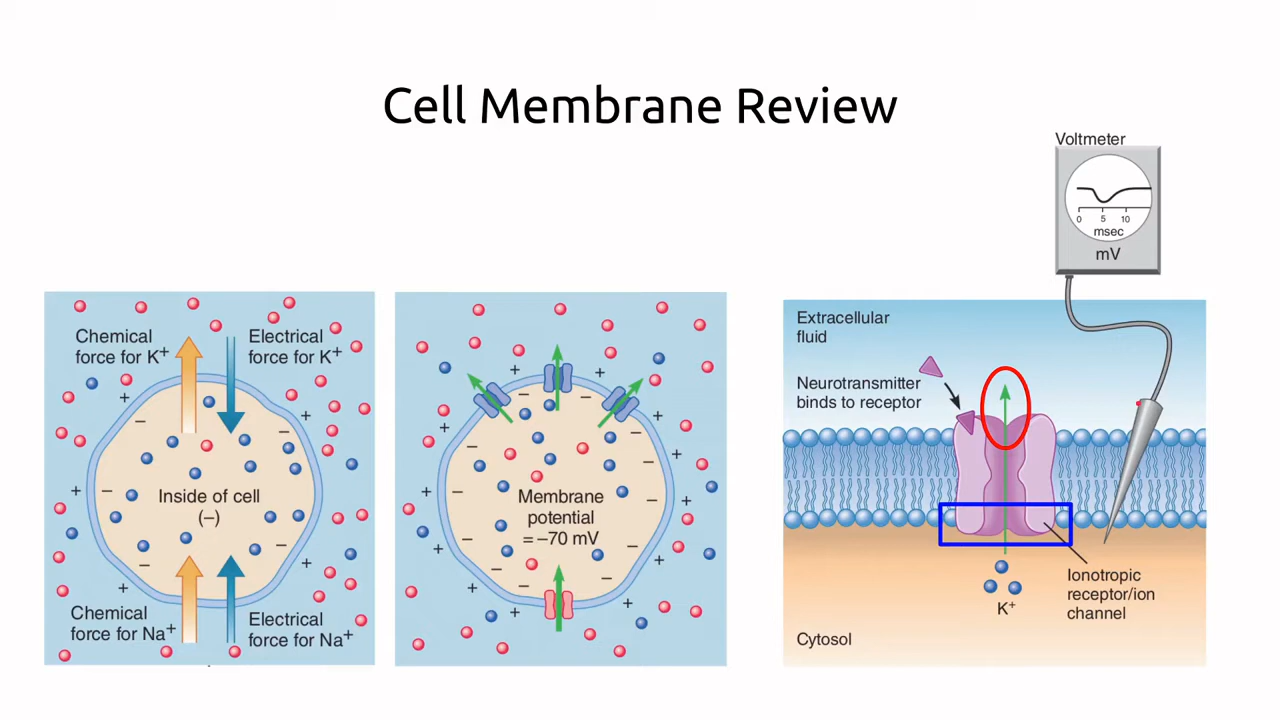 Cell Membrane Review
Chemical
force for K+
Electrical
force for K+
Inside of cell
(–)
Chemical
force for Na+
Electrical
force for Na+
Membrane
potential
= –70 mV
Voltmeter
0 5 10
msec
mV
Extracellular
fluid
Neurotransmitter
binds to receptor
K+
Ionotropic
receptor/ion
channel
Cytosol